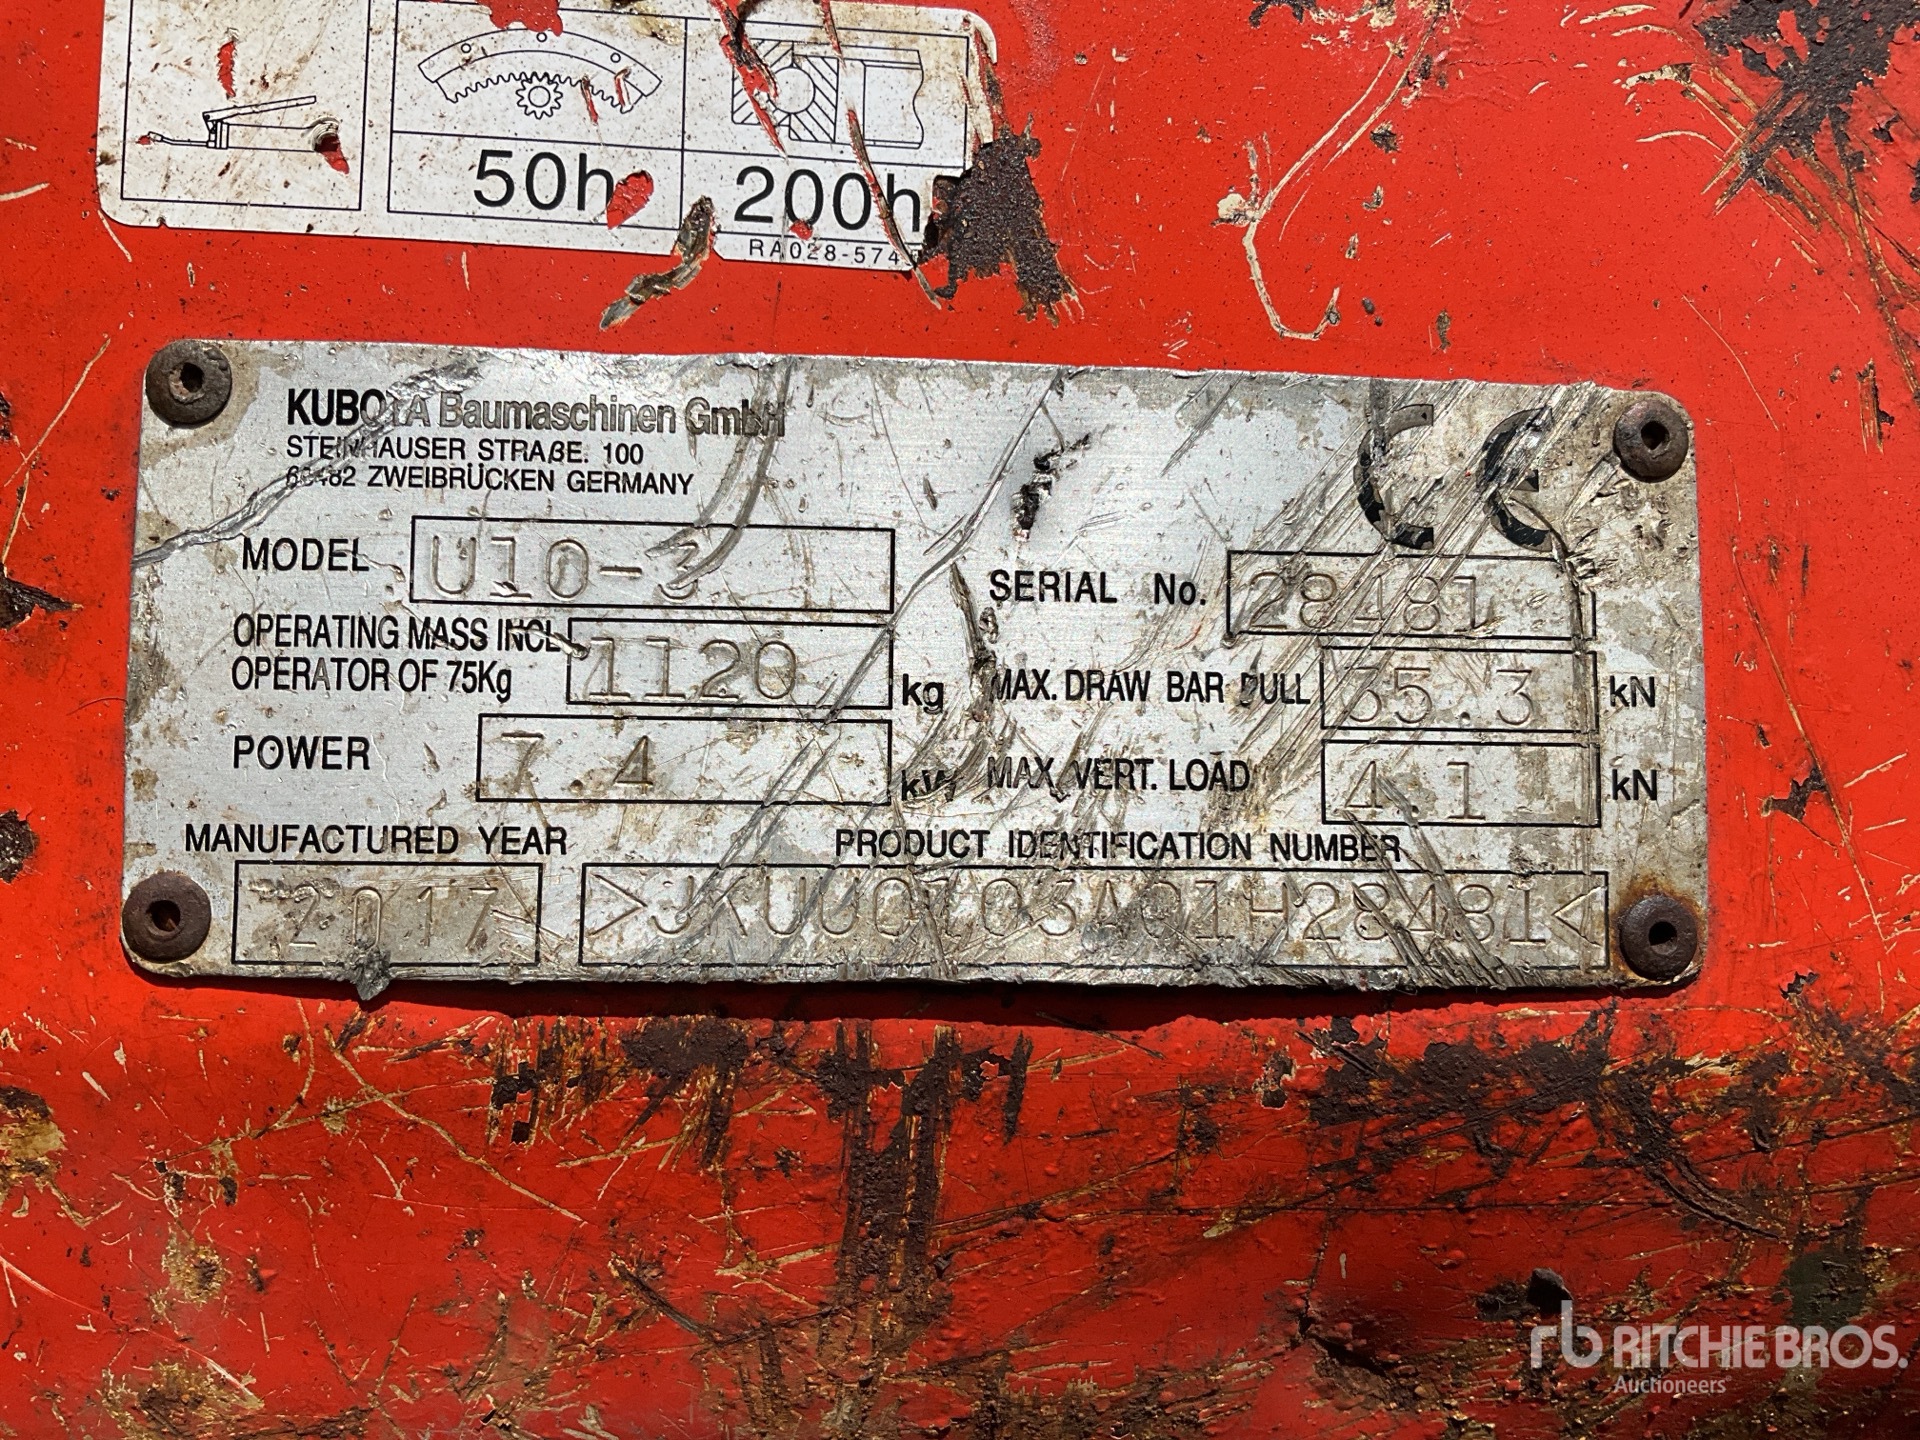 50h 200h
RA028-574
KUBOTA Baumaschinen GmbH
STEINHAUSER STRAßE. 100
66482 ZWEIBRÜCKEN GERMANY
CE
MODEL U10-3
SERIAL No. 28481
OPERATING MASS INCL
OPERATOR OF 75Kg 1120 kg
MAX. DRAW BAR PULL 35.3 kN
POWER 7.4 kW
MAX. VERT. LOAD 4.1 kN
MANUFACTURED YEAR PRODUCT IDENTIFICATION NUMBER
2017 >JKUU0103A01H28481<
rb RITCHIE BROS.
Auctioneers